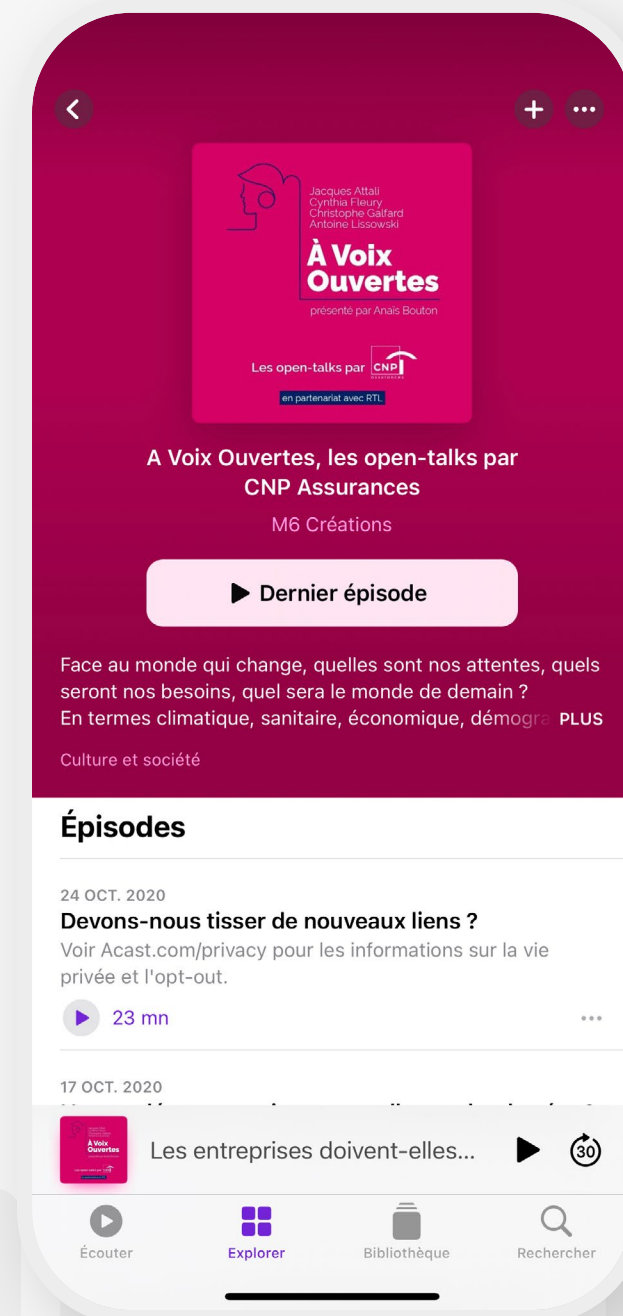 Jacques Attali
Cynthia Fleury
Christophe Galfard
Antoine Lissowski
À Voix
Ouvertes
présenté par Anaïs Bouton
Les open-talks par CNP
en partenariat avec RTL
A Voix Ouvertes, les open-talks par
CNP Assurances
M6 Créations
Dernier épisode
Face au monde qui change, quelles sont nos attentes, quels
seront nos besoins, quel sera le monde de demain ?
En termes climatique, sanitaire, économique, démogra PLUS
Culture et société
Épisodes
24 OCT. 2020
Devons-nous tisser de nouveaux liens ?
Voir Acast.com/privacy pour les informations sur la vie
privée et l'opt-out.
23 mn
17 OCT. 2020
À Voix
Ouvertes
Les entreprises doivent-elles...
30
Écouter
Explorer
Bibliothèque
Rechercher